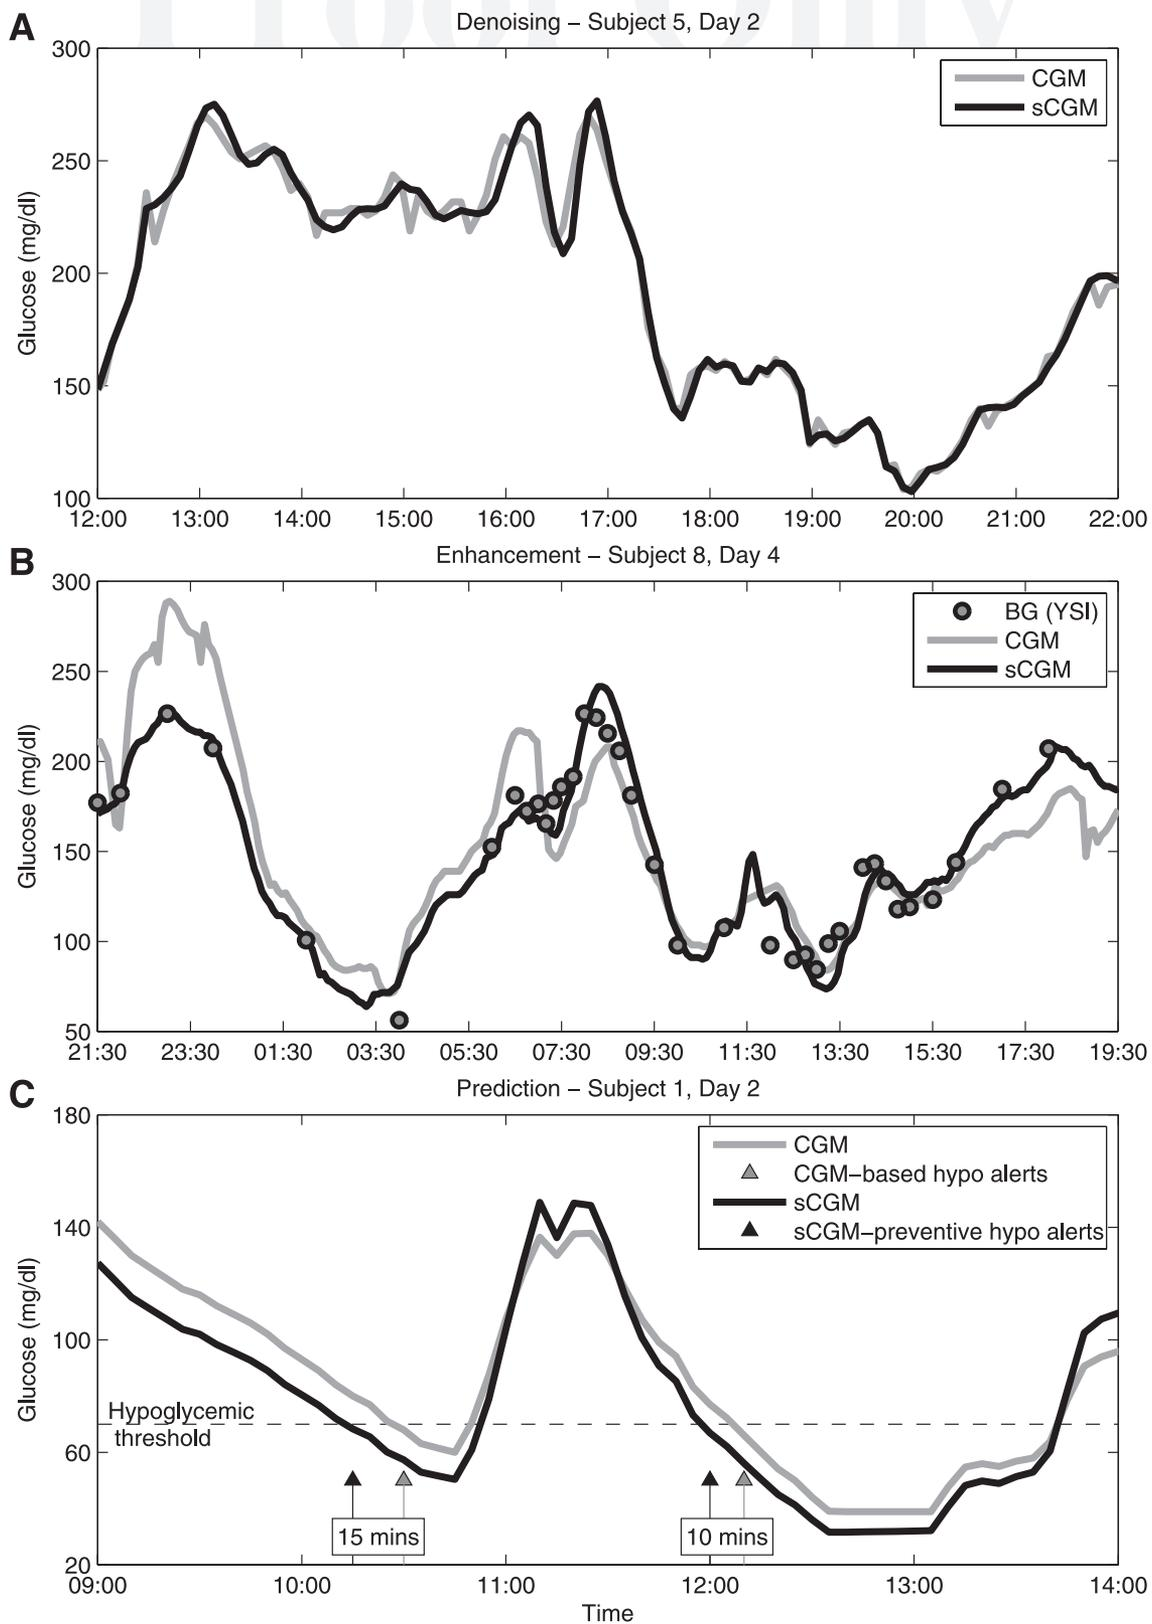 Proof Only
A
Denoising – Subject 5, Day 2
300
250
200
150
100
Glucose (mg/dl)
CGM
sCGM
12:00 13:00 14:00 15:00 16:00 17:00 18:00 19:00 20:00 21:00 22:00
B
Enhancement – Subject 8, Day 4
300
250
200
150
100
50
Glucose (mg/dl)
BG (YSI)
CGM
sCGM
21:30 23:30 01:30 03:30 05:30 07:30 09:30 11:30 13:30 15:30 17:30 19:30
C
Prediction – Subject 1, Day 2
180
140
100
60
20
Glucose (mg/dl)
CGM
CGM–based hypo alerts
sCGM
sCGM–preventive hypo alerts
Hypoglycemic
threshold
15 mins
10 mins
09:00 10:00 11:00 12:00 13:00 14:00
Time